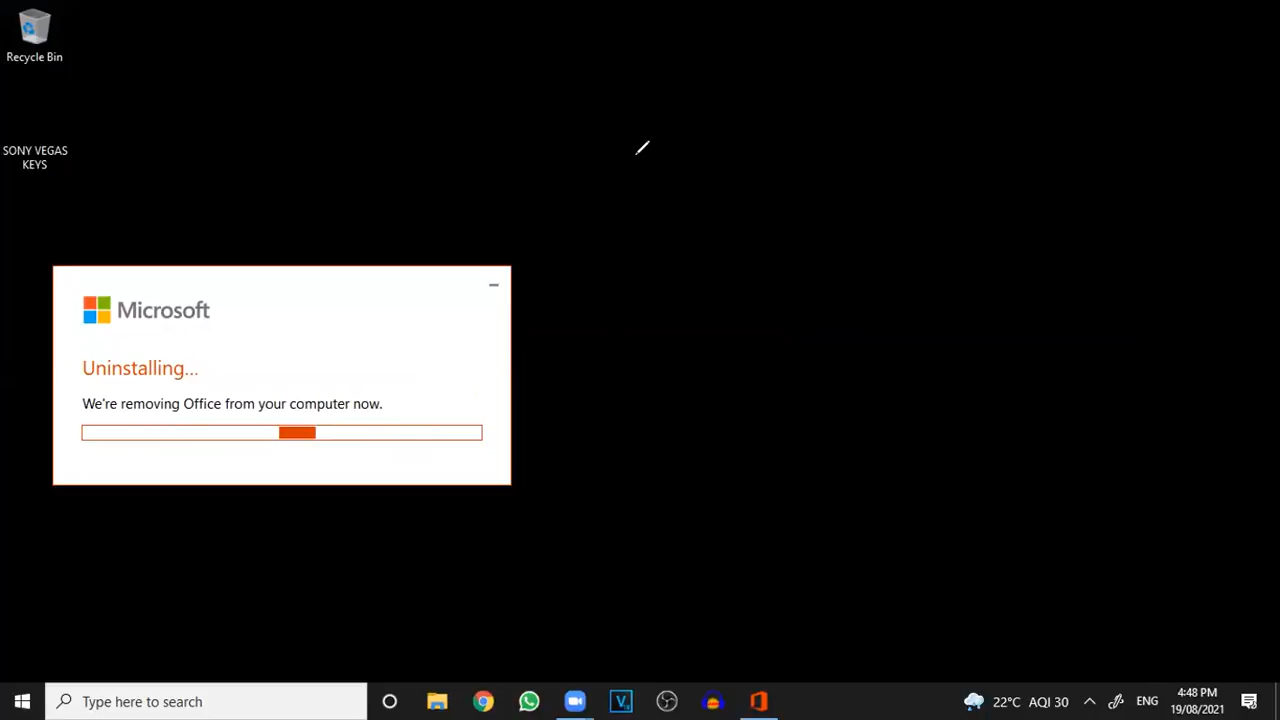 Recycle Bin
SONY VEGAS
KEYS
Microsoft
Uninstalling...
We're removing Office from your computer now.
Type here to search
22°C AQI 30
ENG
4:48 PM
19/08/2021